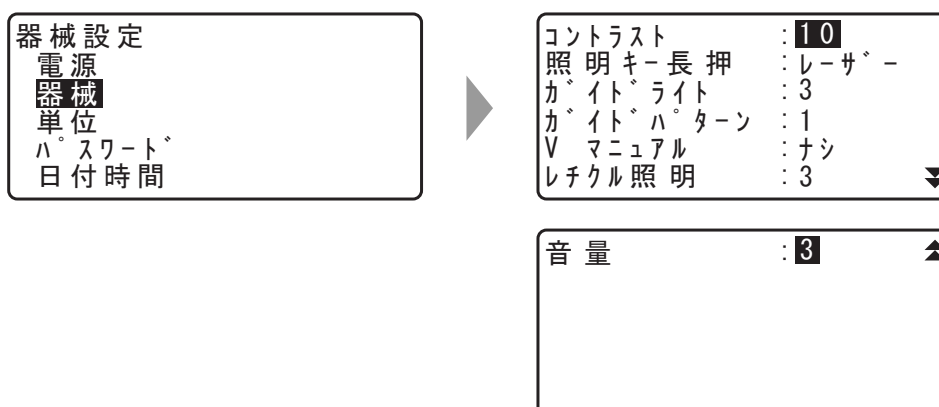 器械設定
電源
器械
単位
ﾊﾟｽﾜｰﾄﾞ
日付時間
ｺﾝﾄﾗｽﾄ :10
照明ｷｰ長押 :ﾚｰｻﾞｰ
ｶﾞｲﾄﾞﾗｲﾄ :3
ｶﾞｲﾄﾞﾊﾟﾀｰﾝ :1
V ﾏﾆｭｱﾙ :ﾅｼ
ﾚﾁｸﾙ照明 :3
音量 :3